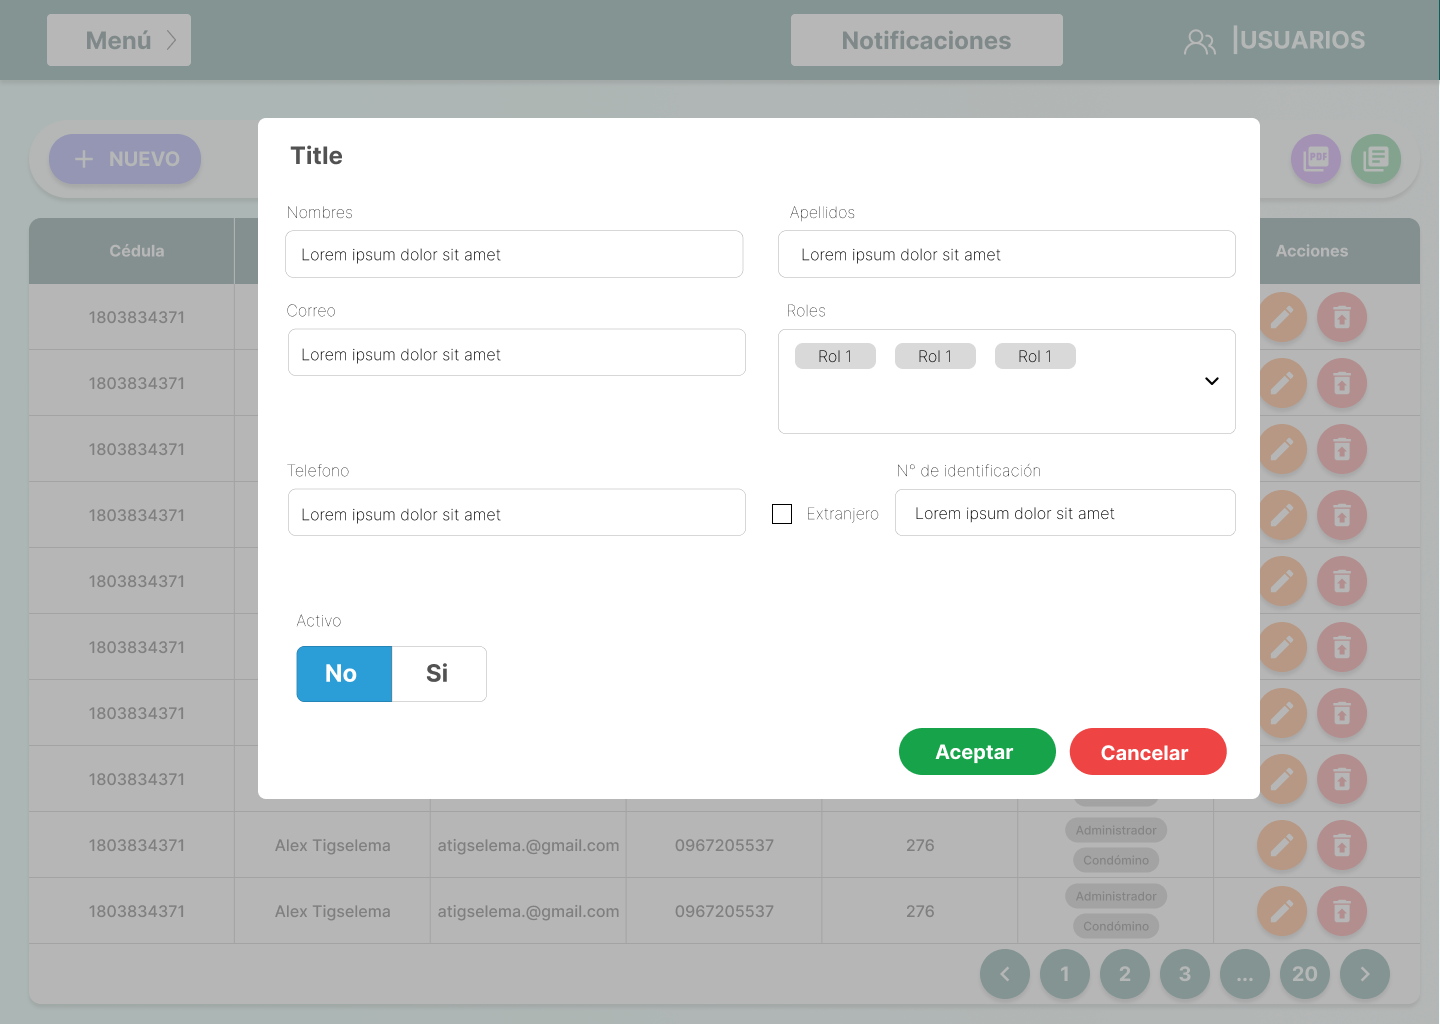 Menú
Notificaciones
|USUARIOS
NUEVO
PDF
Title
Nombres
Apellidos
Lorem ipsum dolor sit amet
Lorem ipsum dolor sit amet
Correo
Roles
Lorem ipsum dolor sit amet
Rol 1
Rol 1
Rol 1
Telefono
N° de identificación
Lorem ipsum dolor sit amet
Extranjero
Lorem ipsum dolor sit amet
Activo
No
Si
Aceptar
Cancelar
Cédula
Acciones
1803834371
1803834371
1803834371
1803834371
1803834371
1803834371
1803834371
1803834371
1803834371
Alex Tigselema
atigselema.@gmail.com
0967205537
276
Administrador
Condómino
1803834371
Alex Tigselema
atigselema.@gmail.com
0967205537
276
Administrador
Condómino
1
2
3
...
20